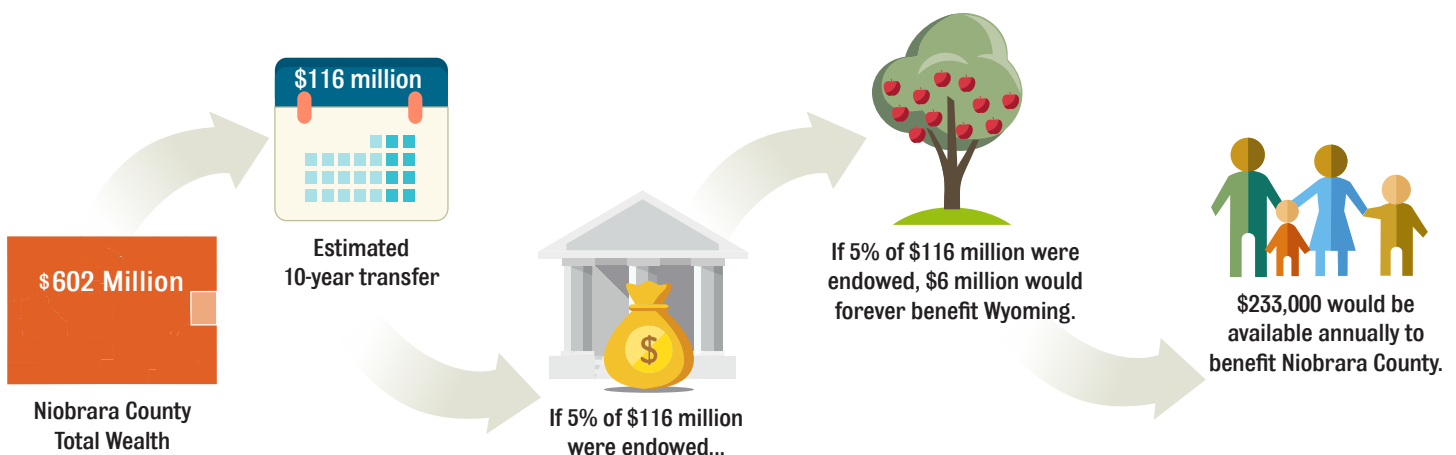 $602 Million
Niobrara County
Total Wealth
$116 million
Estimated
10-year transfer
$
If 5% of $116 million
were endowed...
If 5% of $116 million were
endowed, $6 million would
forever benefit Wyoming.
$233,000 would be
available annually to
benefit Niobrara County.